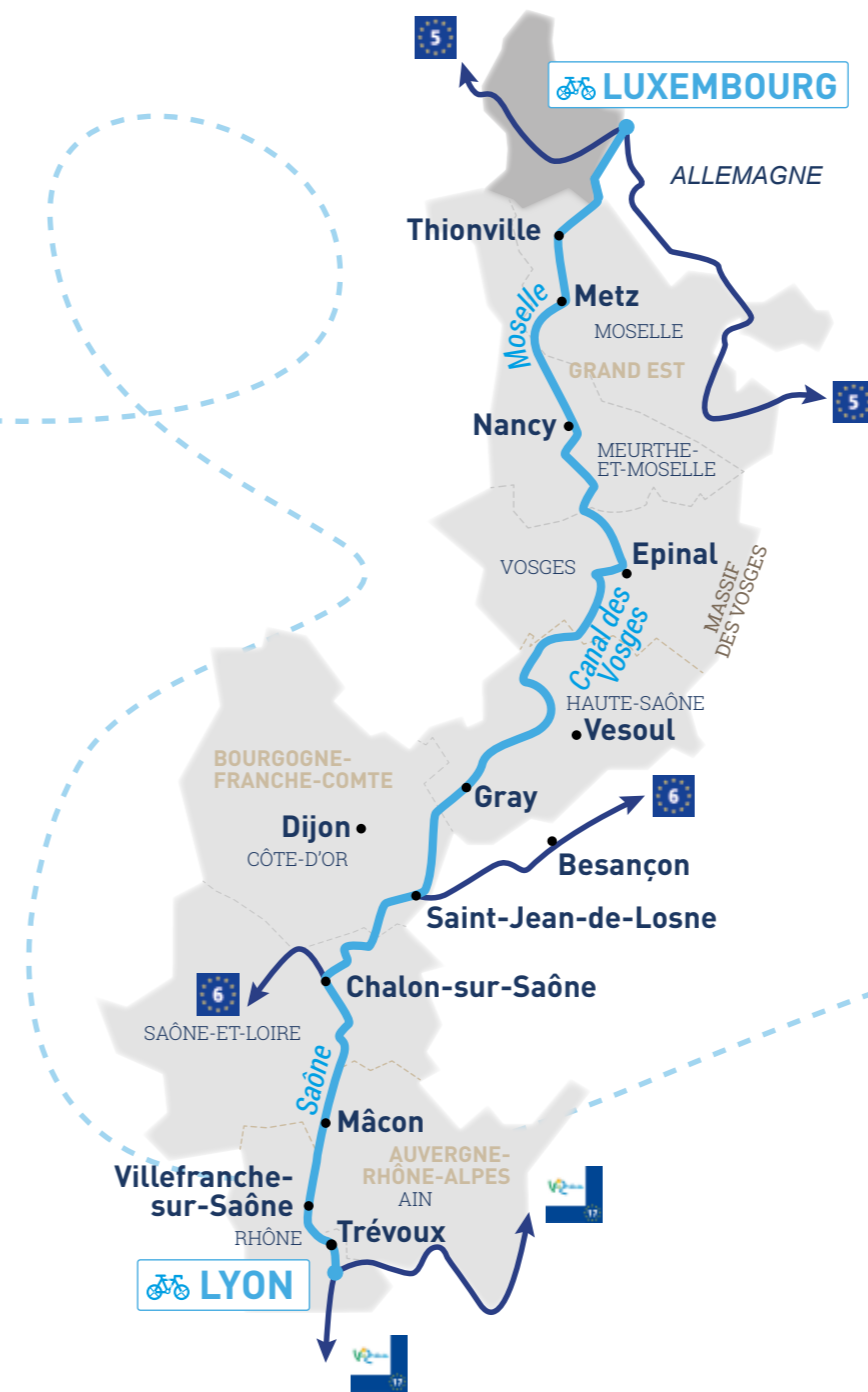 5
LUXEMBOURG
ALLEMAGNE
Thionville
Moselle
Metz
MOSELLE
GRAND EST
5
Nancy
MEURTHE-
ET-MOSELLE
VOSGES
Epinal
MASSIF
DES VOSGES
Canal des
Vosges
HAUTE-SAÔNE
Vesoul
BOURGOGNE-
FRANCHE-COMTE
Gray
6
Dijon
CÔTE-D'OR
Besançon
Saint-Jean-de-Losne
6
Chalon-sur-Saône
SAÔNE-ET-LOIRE
Saône
Mâcon
AUVERGNE-
RHÔNE-ALPES
Villefranche-
sur-Saône
AIN
17
RHÔNE
Trévoux
LYON
17